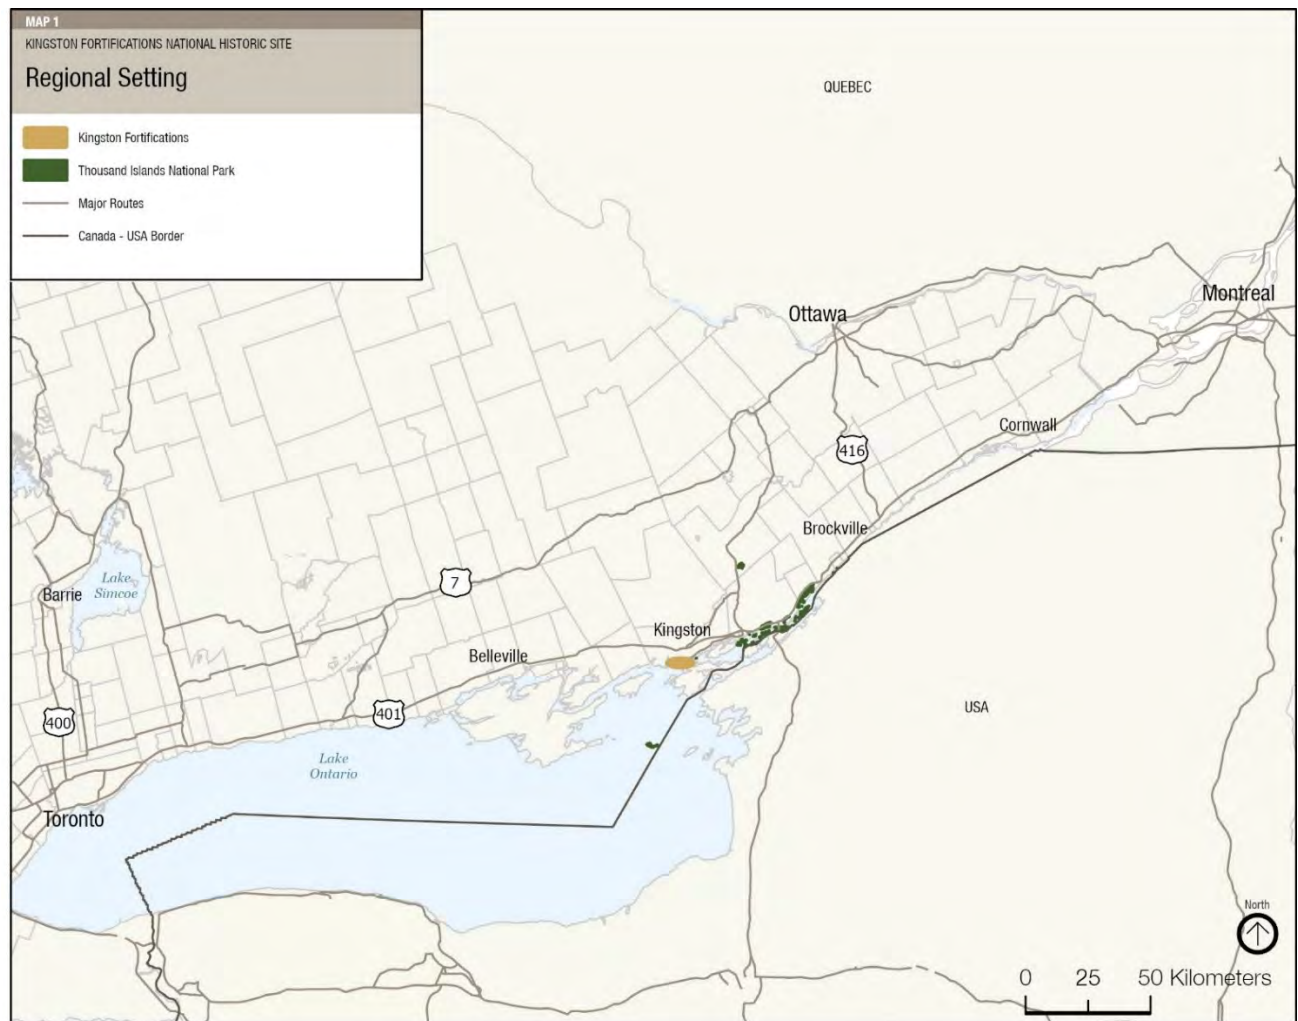 MAP 1
KINGSTON FORTIFICATIONS NATIONAL HISTORIC SITE
Regional Setting
Kingston Fortifications
Thousand Islands National Park
Major Routes
Canada - USA Border
QUEBEC
Ottawa
Montreal
Cornwall
416
Brockville
7
Lake
Simcoe
Barrie
Kingston
Belleville
USA
401
400
Lake
Ontario
Toronto
North
0 25 50 Kilometers